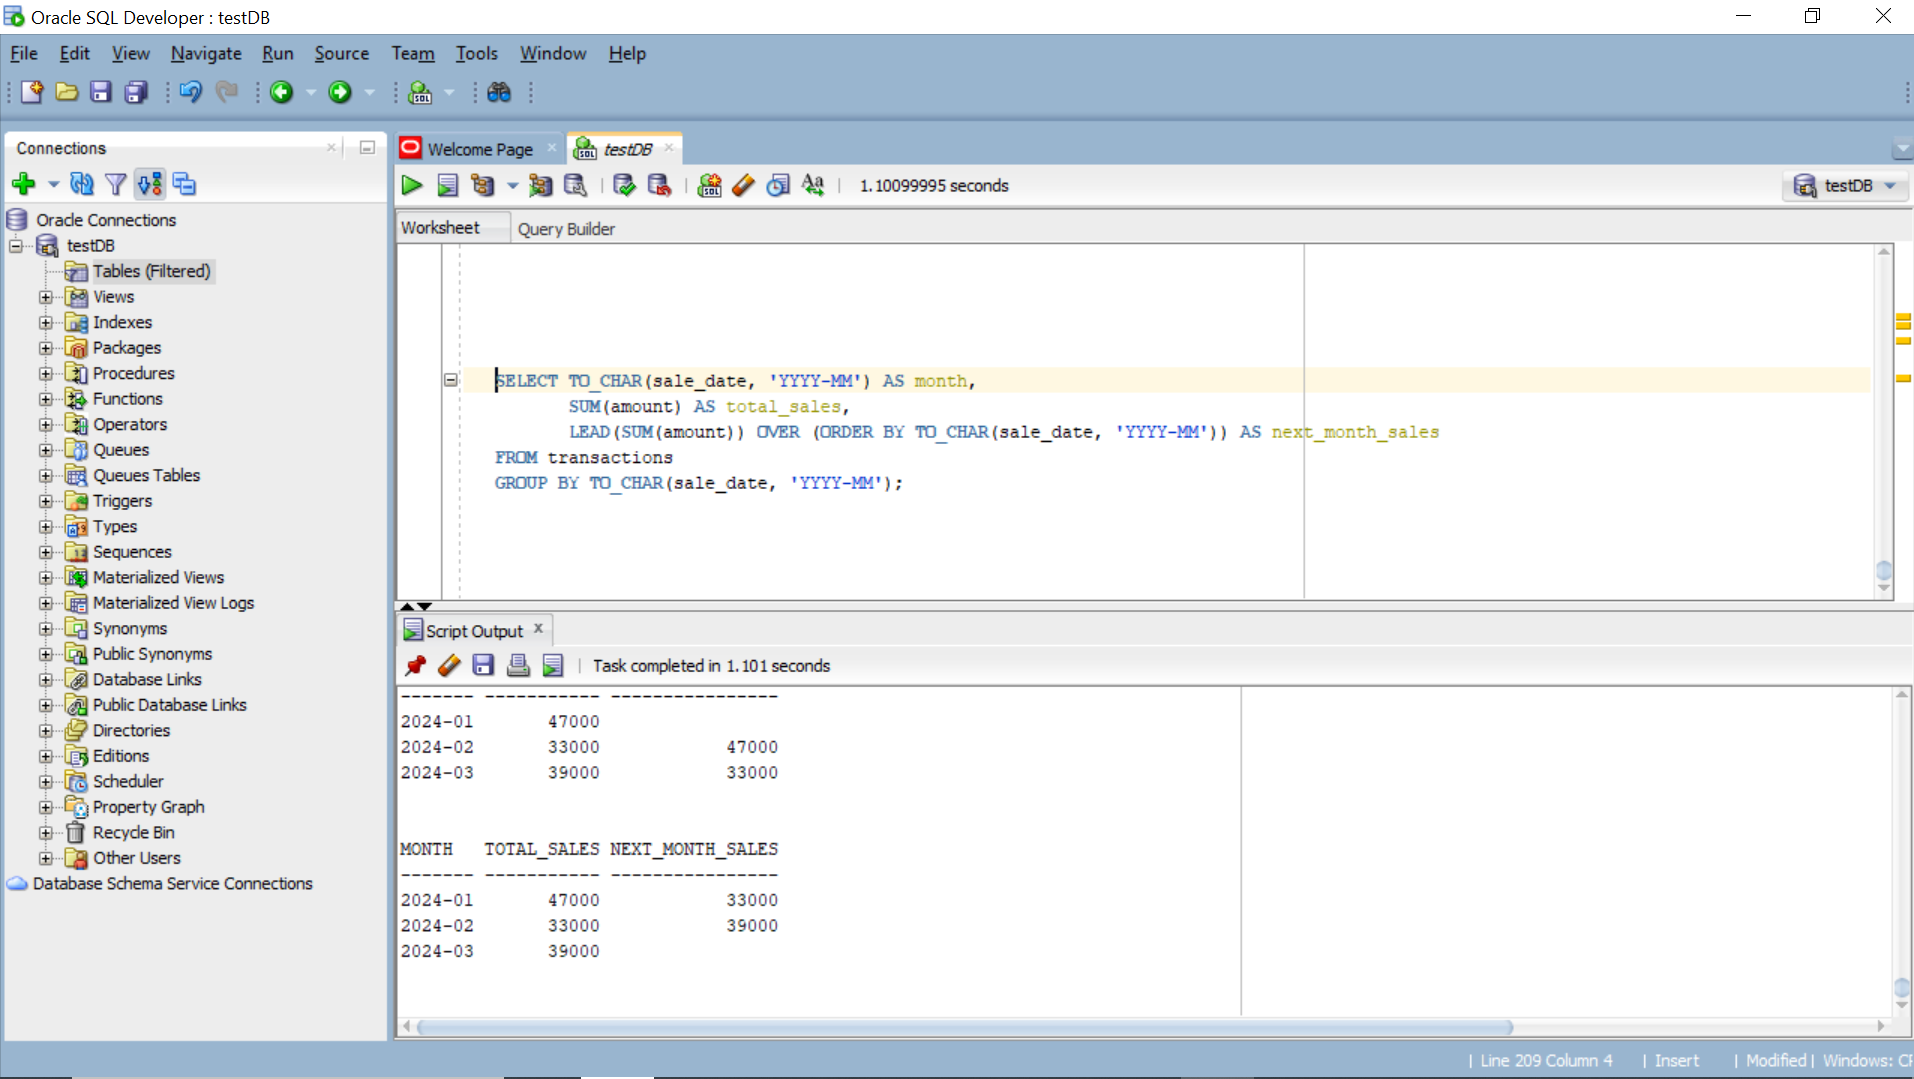 Oracle SQL Developer : testDB
File Edit View Navigate Run Source Team Tools Window Help
Connections
Welcome Page
testDB
1.10099995 seconds
testDB
Worksheet
Query Builder
Oracle Connections
testDB
Tables (Filtered)
Views
Indexes
Packages
Procedures
Functions
Operators
Queues
Queues Tables
Triggers
Types
Sequences
Materialized Views
Materialized View Logs
Synonyms
Public Synonyms
Database Links
Public Database Links
Directories
Editions
Scheduler
Property Graph
Recycle Bin
Other Users
Database Schema Service Connections
SELECT TO_CHAR(sale_date, 'YYYY-MM') AS month,
SUM(amount) AS total_sales,
LEAD(SUM(amount)) OVER (ORDER BY TO_CHAR(sale_date, 'YYYY-MM')) AS next_month_sales
FROM transactions
GROUP BY TO_CHAR(sale_date, 'YYYY-MM');
Script Output
Task completed in 1.101 seconds
------- ----------- ----------------
2024-01 47000
2024-02 33000 47000
2024-03 39000 33000
MONTH TOTAL_SALES NEXT_MONTH_SALES
------- ----------- ----------------
2024-01 47000 33000
2024-02 33000 39000
2024-03 39000
| Line 209 Column 4 | Insert | Modified | Windows: